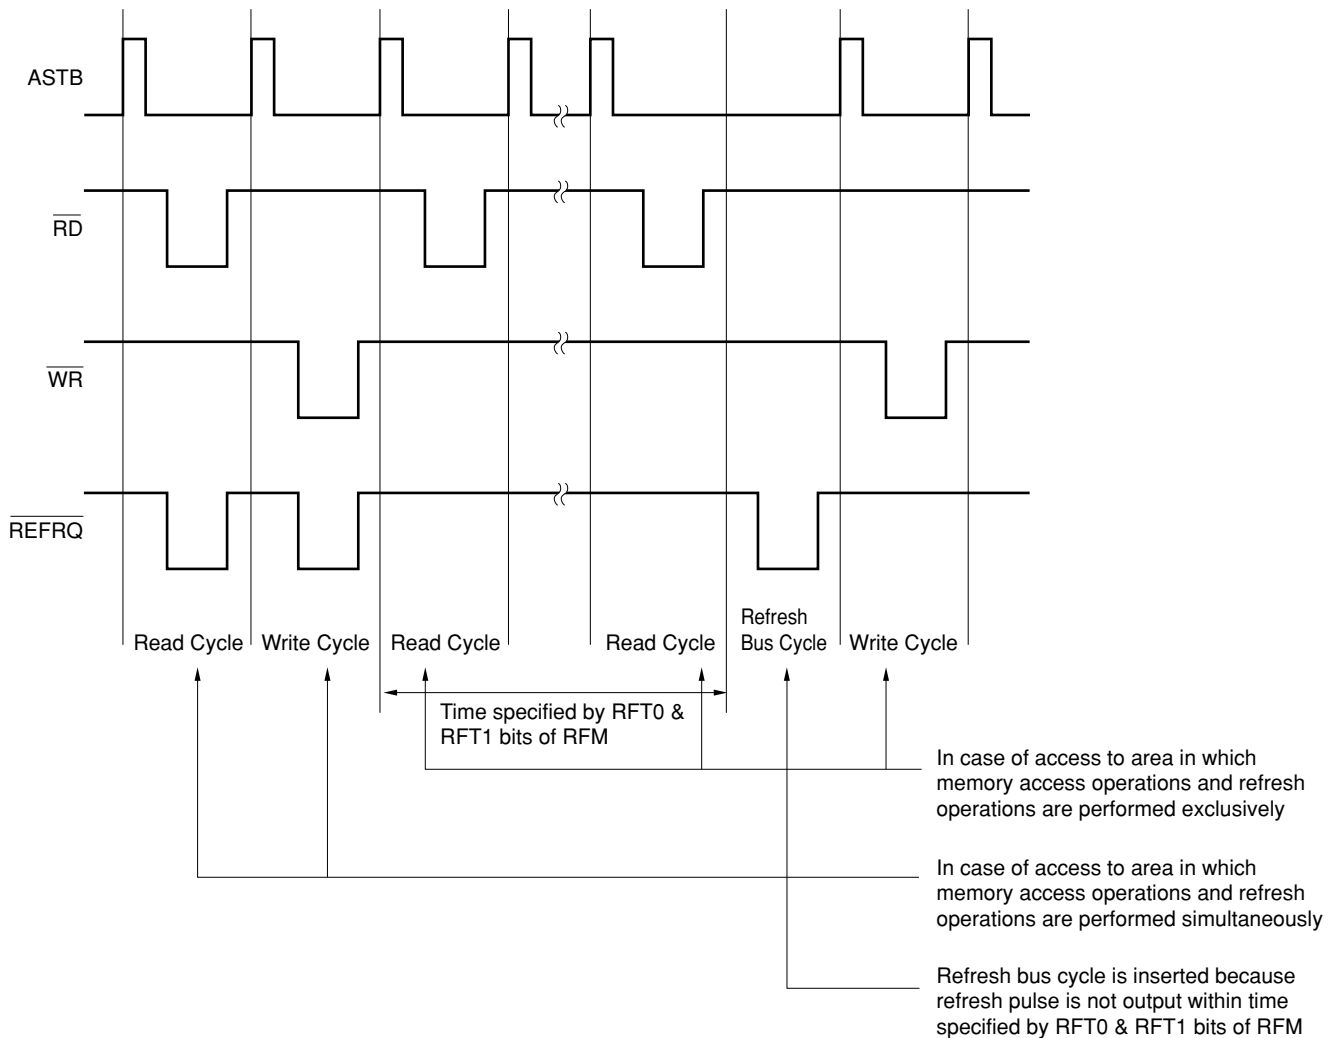 ASTB
RD
WR
REFRQ
Refresh
Read Cycle Write Cycle Read Cycle Read Cycle Bus Cycle Write Cycle
Time specified by RFT0 &
RFT1 bits of RFM
In case of access to area in which
memory access operations and refresh
operations are performed exclusively
In case of access to area in which
memory access operations and refresh
operations are performed simultaneously
Refresh bus cycle is inserted because
refresh pulse is not output within time
specified by RFT0 & RFT1 bits of RFM